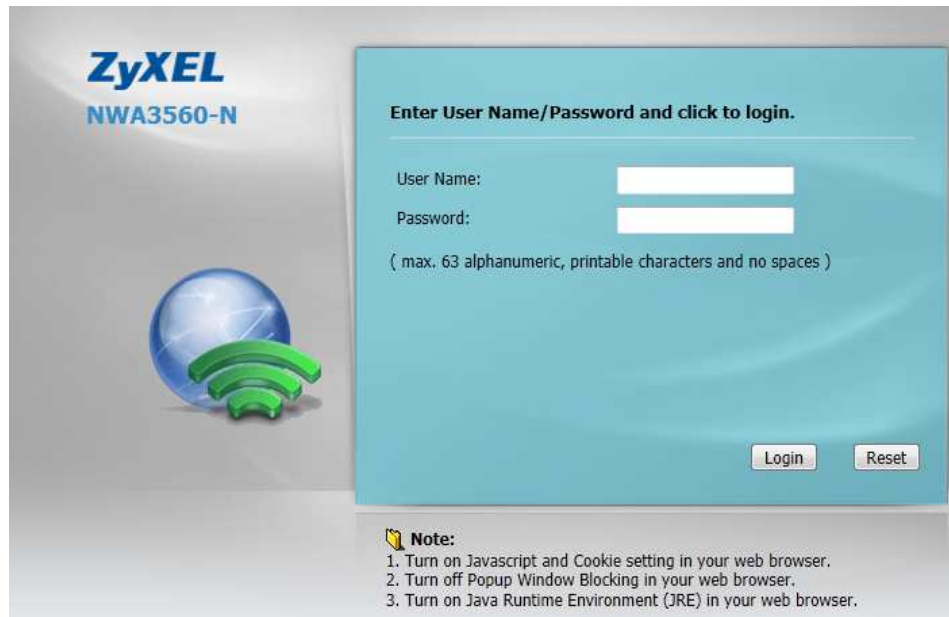 ZyXEL
NWA3560-N
Enter User Name/Password and click to login.
User Name:
Password:
( max. 63 alphanumeric, printable characters and no spaces )
Login
Reset
Note:
1. Turn on Javascript and Cookie setting in your web browser.
2. Turn off Popup Window Blocking in your web browser.
3. Turn on Java Runtime Environment (JRE) in your web browser.